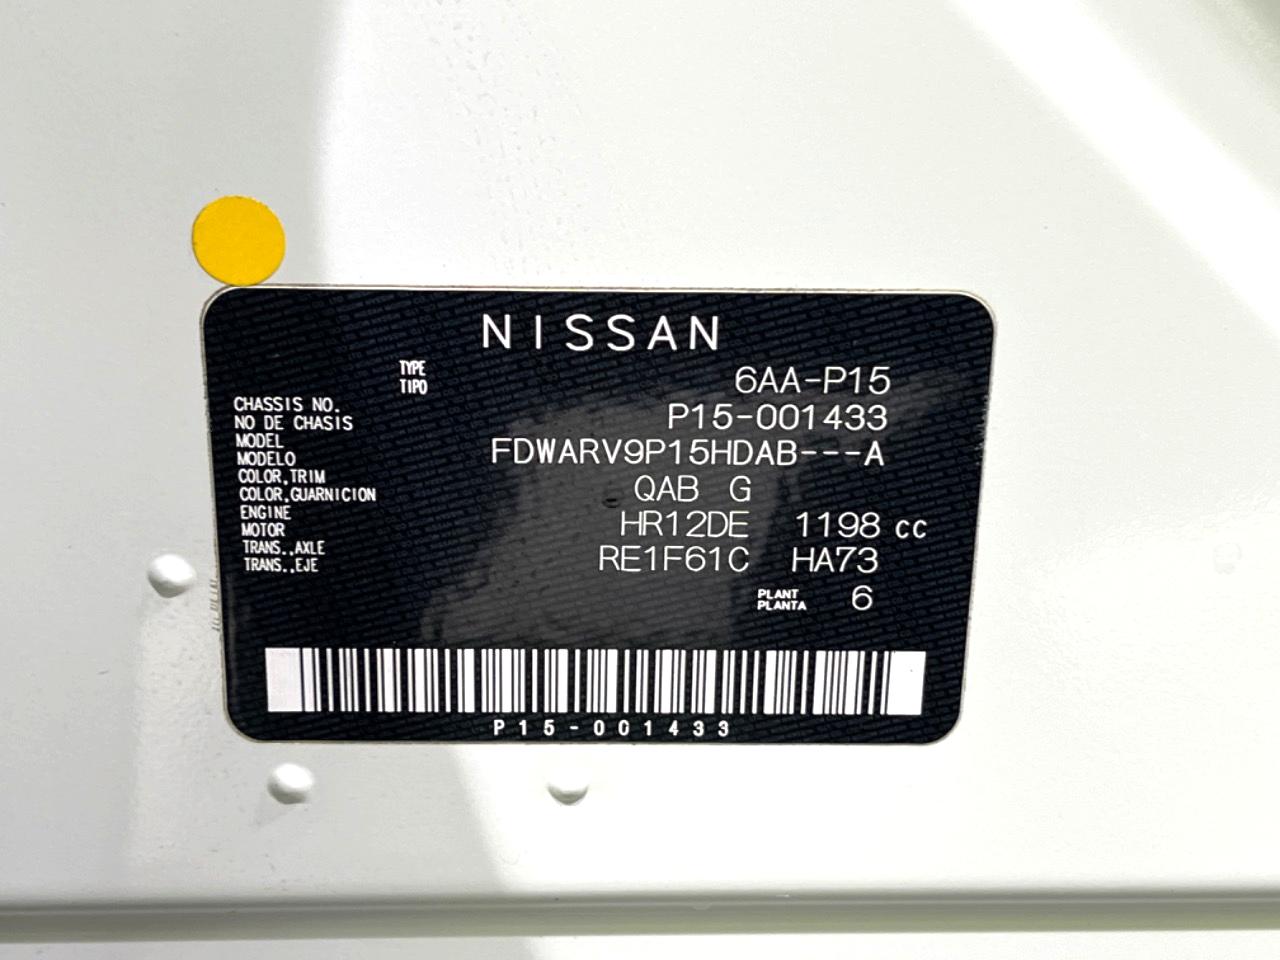 NISSAN
TYPE
TIPO 6AA-P15
CHASSIS NO.
NO DE CHASIS P15-001433
MODEL
MODELO FDWARV9P15HDAB---A
COLOR,TRIM
COLOR,GUARNICION QAB G
ENGINE
MOTOR HR12DE 1198 cc
TRANS.,AXLE
TRANS.,EJE RE1F61C HA73
PLANT
PLANTA 6
P15-001433